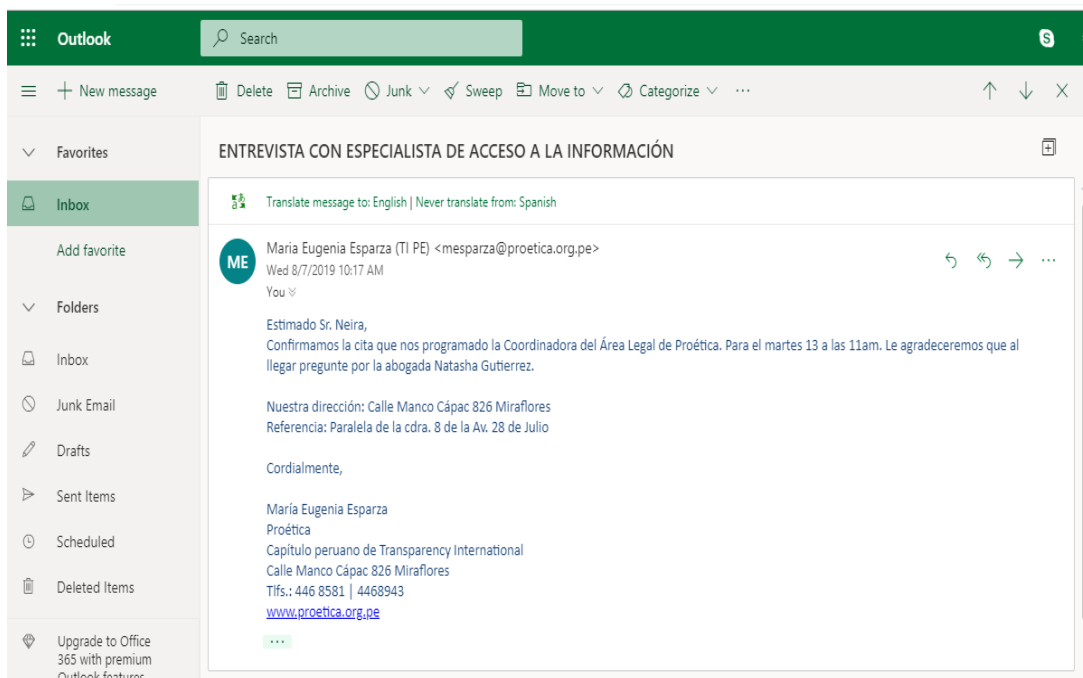 Outlook
Search
New message
Delete Archive Junk Sweep Move to Categorize ...
Favorites
Inbox
Add favorite
Folders
Inbox
Junk Email
Drafts
Sent Items
Scheduled
Deleted Items
Upgrade to Office
365 with premium
Outlook features
ENTREVISTA CON ESPECIALISTA DE ACCESO A LA INFORMACIÓN
Translate message to: English | Never translate from: Spanish
ME
Maria Eugenia Esparza (TI PE) <mesparza@proetica.org.pe>
Wed 8/7/2019 10:17 AM
You
Estimado Sr. Neira,
Confirmamos la cita que nos programado la Coordinadora del Área Legal de Proética. Para el martes 13 a las 11am. Le agradeceremos que al
llegar pregunte por la abogada Natasha Gutierrez.
Nuestra dirección: Calle Manco Cápac 826 Miraflores
Referencia: Paralela de la cdra. 8 de la Av. 28 de Julio
Cordialmente,
María Eugenia Esparza
Proética
Capítulo peruano de Transparency International
Calle Manco Cápac 826 Miraflores
Tlfs.: 446 8581 | 4468943
www.proetica.org.pe
...